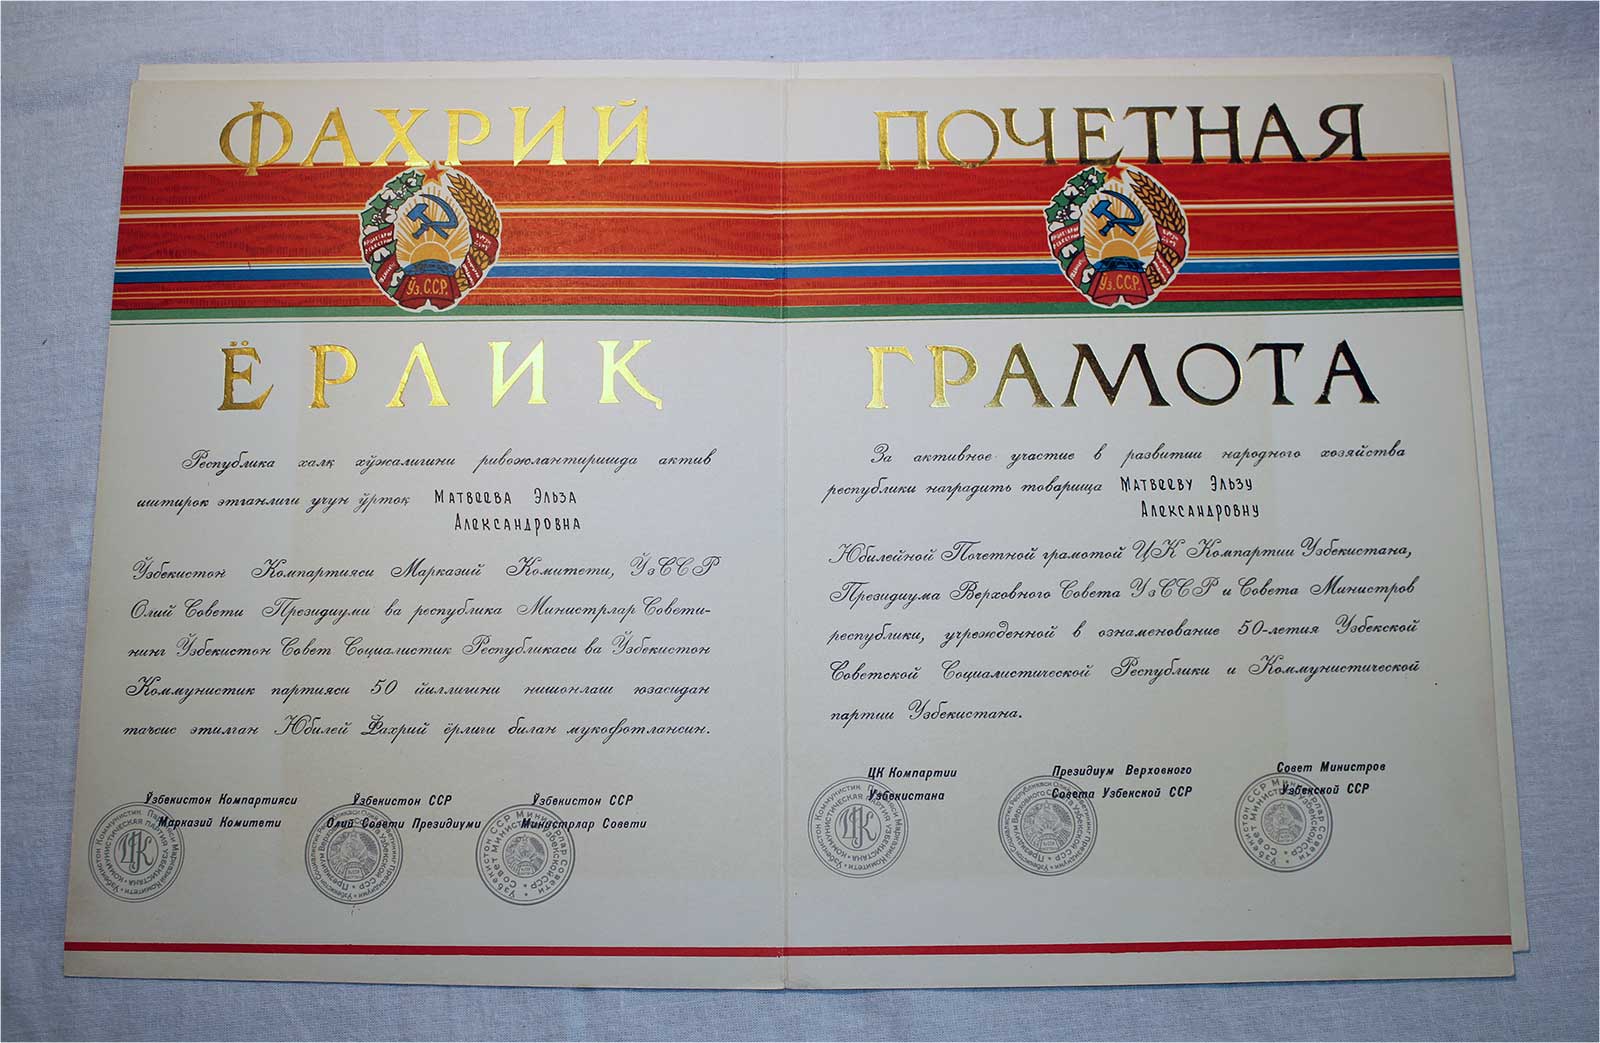 ФАХРИЙ
Уз.С.С.Р.
ЁРЛИҚ
Республика халқ хўжалигини ривожлантиришда актив
иштирок этганлиги учун ўртоқ Матвеева Эльза
Александровна
Ўзбекистон Компартияси Марказий Комитети, ЎзССР
Олий Совети Президиуми ва республика Министрлар Совети-
нинг Ўзбекистон Совет Социалистик Республикаси ва Ўзбекистон
Коммунистик партияси 50 йиллигини нишонлаш юзасидан
таъсис этилган Юбилей Фахрий ёрлиғи билан мукофотлансин.
Ўзбекистон Компартияси
Марказий Комитети
Ўзбекистон ССР
Олий Совети Президиуми
Ўзбекистон ССР
Министрлар Совети
ЦК
ПОЧЕТНАЯ
Уз.С.С.Р.
ГРАМОТА
За активное участие в развитии народного хозяйства
республики наградить товарища Матвееву Эльзу
Александровну
Юбилейной Почетной грамотой ЦК Компартии Узбекистана,
Президиума Верховного Совета УзССР и Совета Министров
республики, учрежденной в ознаменование 50-летия Узбекской
Советской Социалистической Республики и Коммунистической
партии Узбекистана.
ЦК Компартии
Узбекистана
Президиум Верховного
Совета Узбекской ССР
Совет Министров
Узбекской ССР
ЦК